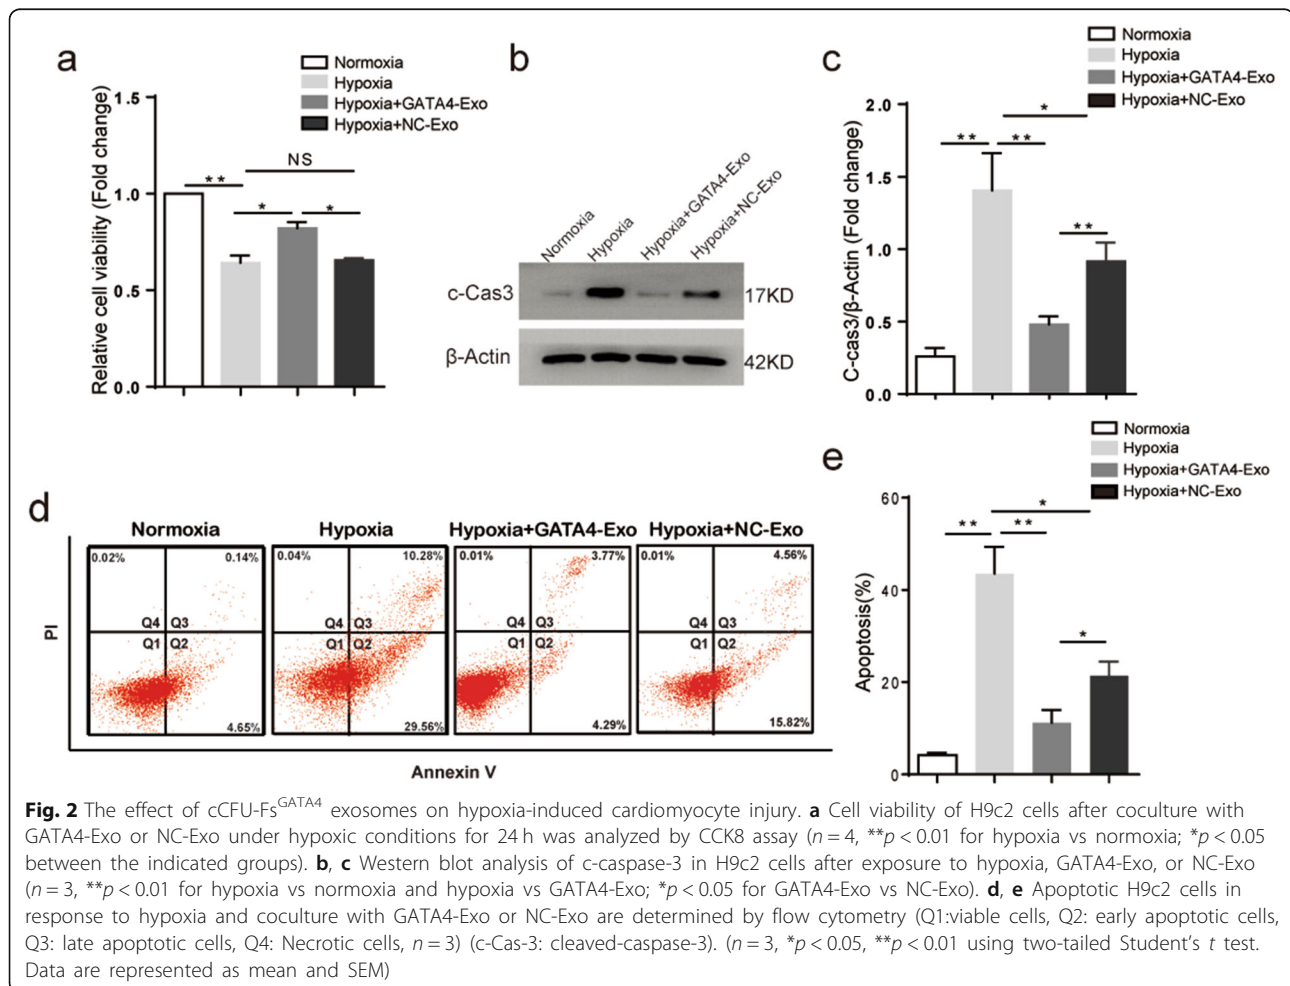 a
Normoxia
Hypoxia
Hypoxia+GATA4-Exo
Hypoxia+NC-Exo
Relative cell viability (Fold change)
1.5
1.0
0.5
0.0
**
NS
*
*
b
Normoxia
Hypoxia
Hypoxia+GATA4-Exo
Hypoxia+NC-Exo
c-Cas3
17KD
β-Actin
42KD
c
Normoxia
Hypoxia
Hypoxia+GATA4-Exo
Hypoxia+NC-Exo
C-cas3/β-Actin (Fold change)
2.0
1.5
1.0
0.5
0.0
*
**
**
**
d
Normoxia
Hypoxia
Hypoxia+GATA4-Exo
Hypoxia+NC-Exo
0.02% 0.14%
0.04% 10.28%
0.01% 3.77%
0.01% 4.56%
Q4 Q3
Q1 Q2
Q4 Q3
Q1 Q2
Q4 Q3
Q1 Q2
Q4 Q3
Q1 Q2
4.65%
29.56%
4.29%
15.82%
PI
Annexin V
e
Normoxia
Hypoxia
Hypoxia+GATA4-Exo
Hypoxia+NC-Exo
Apoptosis(%)
60
40
20
0
*
**
**
*
Fig. 2 The effect of cCFU-Fs^GATA4 exosomes on hypoxia-induced cardiomyocyte injury. a Cell viability of H9c2 cells after coculture with
GATA4-Exo or NC-Exo under hypoxic conditions for 24 h was analyzed by CCK8 assay (n = 4, **p < 0.01 for hypoxia vs normoxia; *p < 0.05
between the indicated groups). b, c Western blot analysis of c-caspase-3 in H9c2 cells after exposure to hypoxia, GATA4-Exo, or NC-Exo
(n = 3, **p < 0.01 for hypoxia vs normoxia and hypoxia vs GATA4-Exo; *p < 0.05 for GATA4-Exo vs NC-Exo). d, e Apoptotic H9c2 cells in
response to hypoxia and coculture with GATA4-Exo or NC-Exo are determined by flow cytometry (Q1:viable cells, Q2: early apoptotic cells,
Q3: late apoptotic cells, Q4: Necrotic cells, n = 3) (c-Cas-3: cleaved-caspase-3). (n = 3, *p < 0.05, **p < 0.01 using two-tailed Student's t test.
Data are represented as mean and SEM)